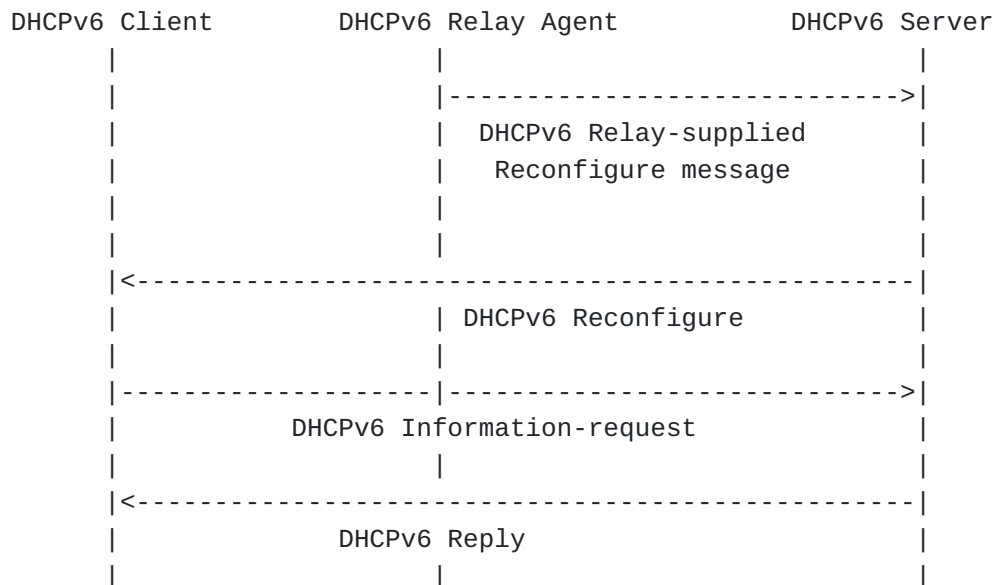 DHCPv6 Client DHCPv6 Relay Agent DHCPv6 Server
DHCPv6 Relay-supplied
Reconfigure message
DHCPv6 Reconfigure
DHCPv6 Information-request
DHCPv6 Reply